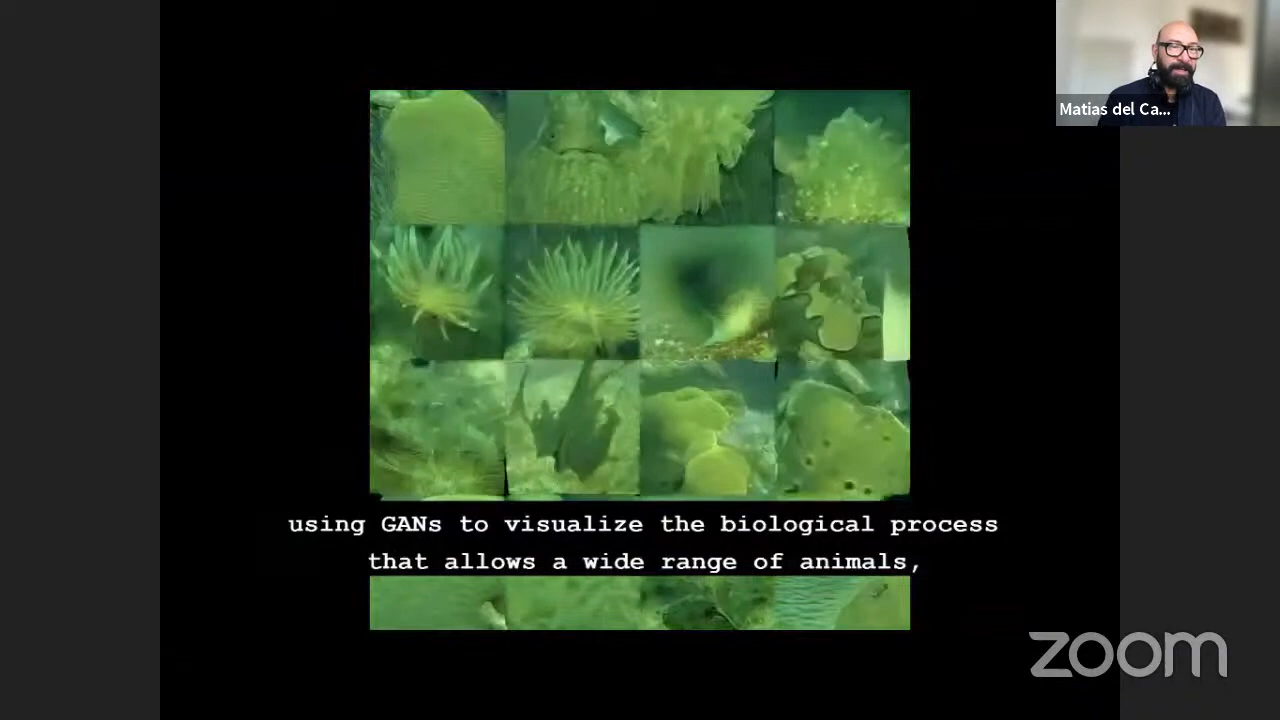 Matias del Ca...
using GANs to visualize the biological process
that allows a wide range of animals,
zoom